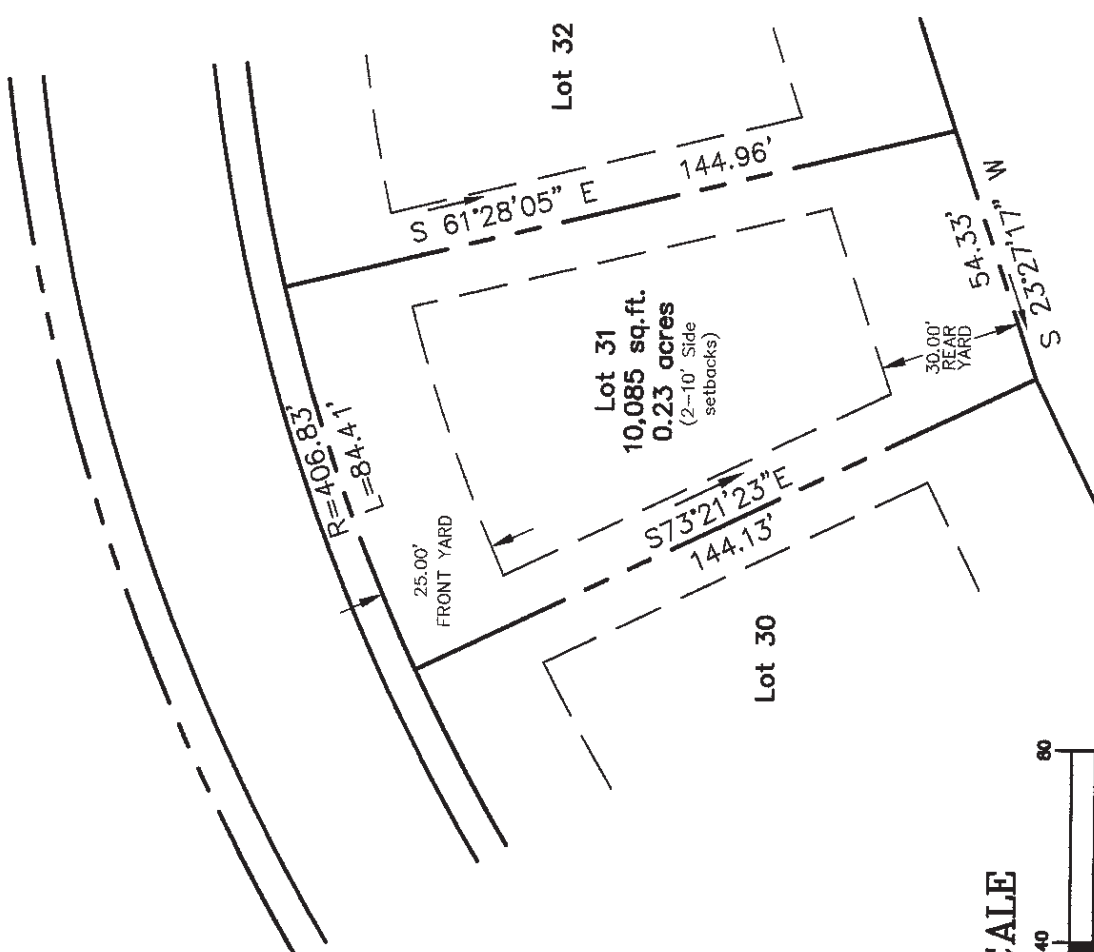 Lot 32
S 61°28'05" E
144.96'
R=406.83'
L=84.41'
25.00'
FRONT YARD
Lot 31
10,085 sq.ft.
0.23 acres
(2-10' Side
setbacks)
54.33'
S 23°27'17" W
30.00'
REAR
YARD
S73°21'23"E
144.13'
Lot 30
ALE
40
80